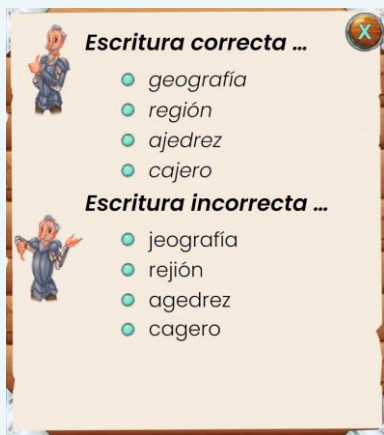 Escritura correcta ...
X
geografía
región
ajedrez
cajero
Escritura incorrecta ...
jeografía
rejión
agedrez
cagero